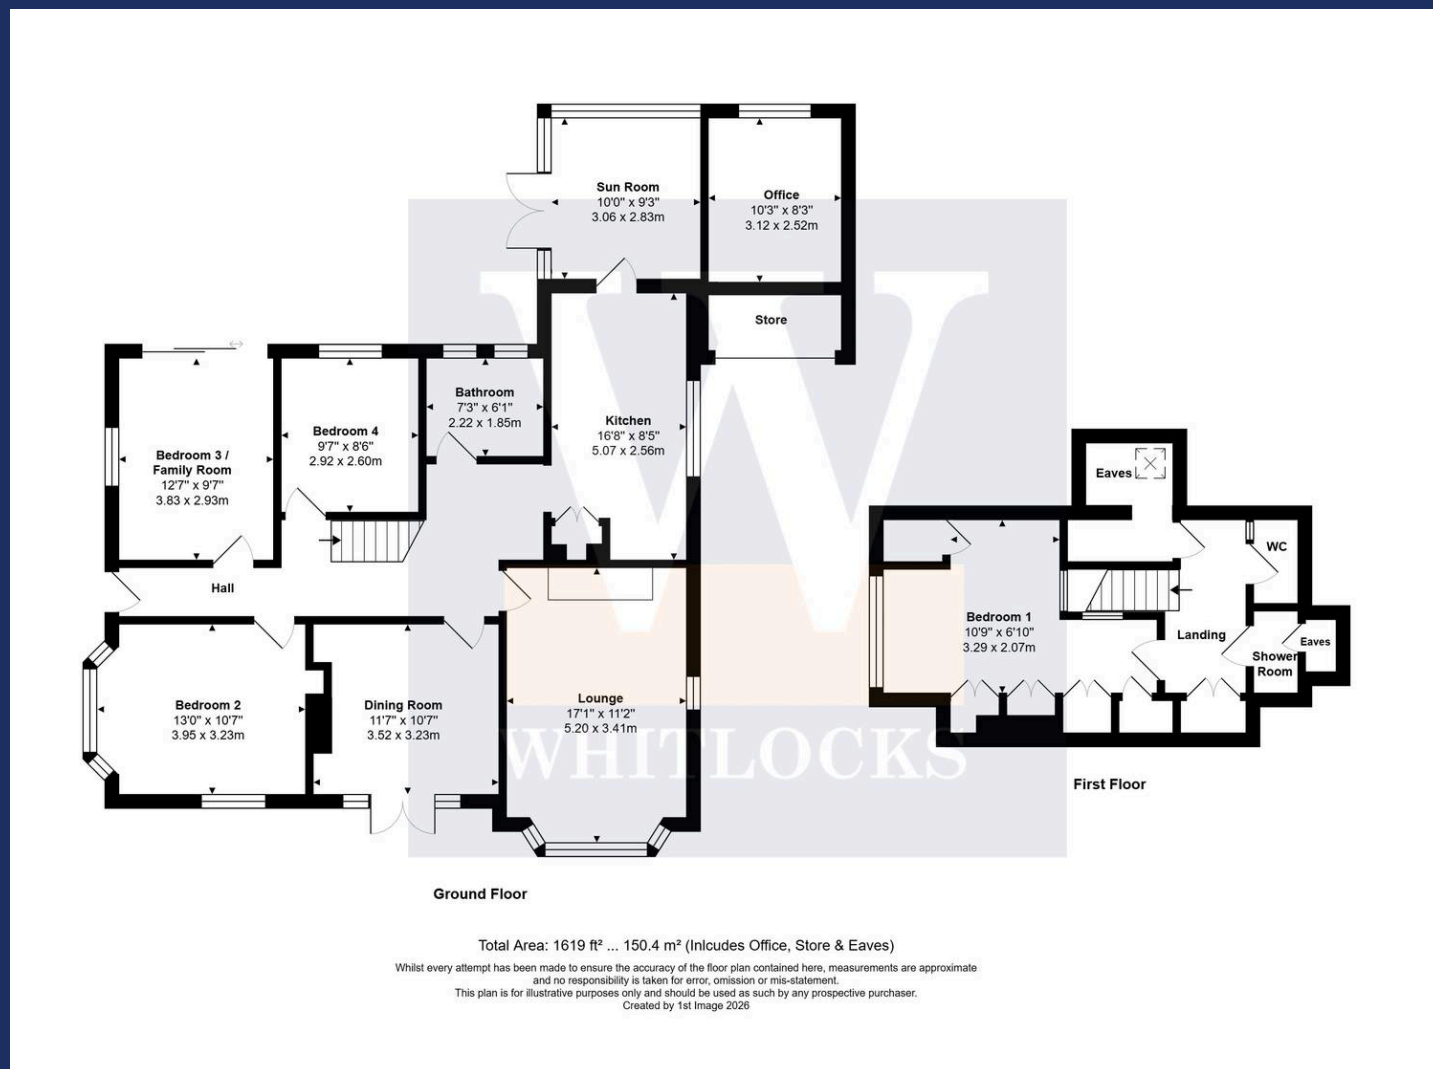 Sun Room
10'0" x 9'3"
3.06 x 2.83m
Office
10'3" x 8'3"
3.12 x 2.52m
Store
Bathroom
7'3" x 6'1"
2.22 x 1.85m
Kitchen
16'8" x 8'5"
5.07 x 2.56m
Bedroom 4
9'7" x 8'6"
2.92 x 2.60m
Bedroom 3 /
Family Room
12'7" x 9'7"
3.83 x 2.93m
Hall
Bedroom 2
13'0" x 10'7"
3.95 x 3.23m
Dining Room
11'7" x 10'7"
3.52 x 3.23m
Lounge
17'1" x 11'2"
5.20 x 3.41m
W
WHITLOCKS
Ground Floor
Eaves
WC
Bedroom 1
10'9" x 6'10"
3.29 x 2.07m
Landing
Shower
Room
Eaves
First Floor
Total Area: 1619 ft² ... 150.4 m² (Inlcudes Office, Store & Eaves)
Whilst every attempt has been made to ensure the accuracy of the floor plan contained here, measurements are approximate
and no responsibility is taken for error, omission or mis-statement.
This plan is for illustrative purposes only and should be used as such by any prospective purchaser.
Created by 1st Image 2026